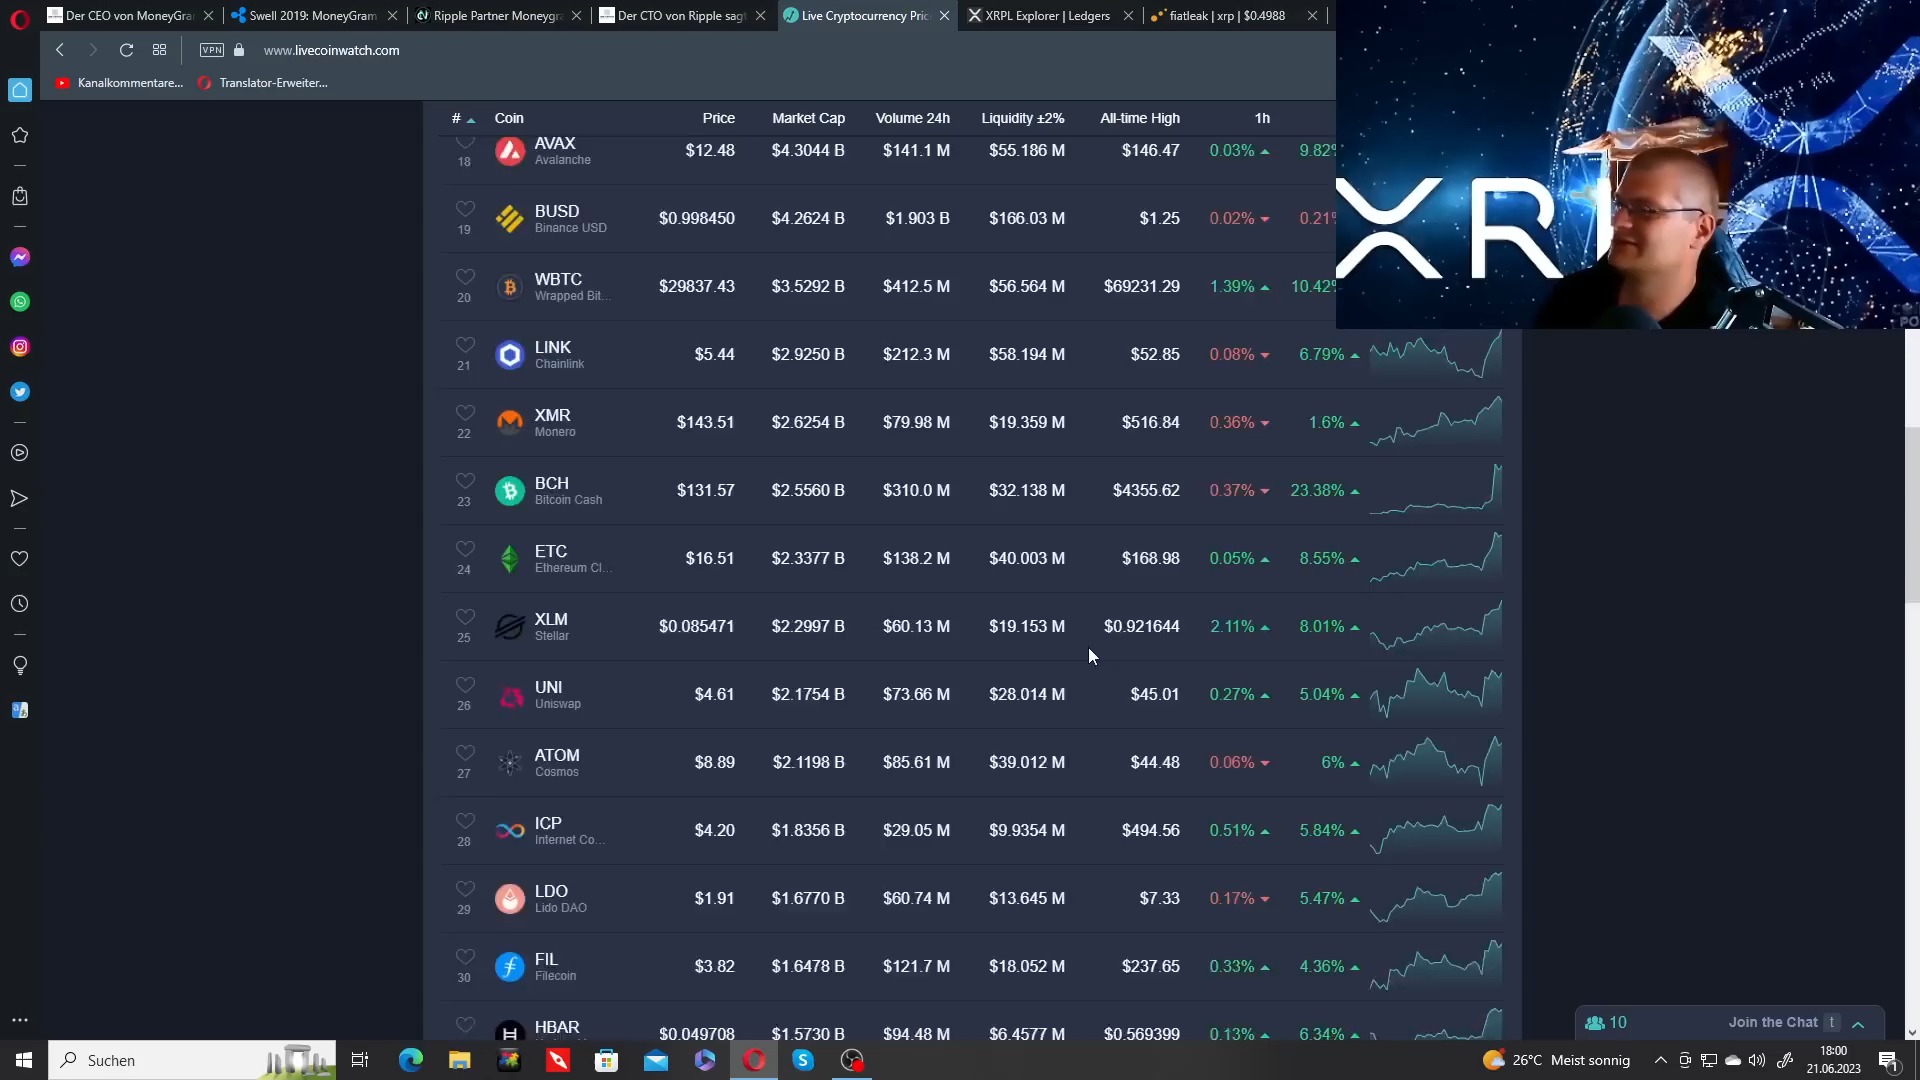 Der CEO von MoneyGra
Swell 2019: MoneyGram
Ripple Partner Moneygra
Der CTO von Ripple sagt
Live Cryptocurrency Pric
XRPL Explorer | Ledgers
fiatleak | xrp | $0.4988
VPN
www.livecoinwatch.com
Kanalkommentare...
Translator-Erweiter...
# Coin Price Market Cap Volume 24h Liquidity ±2% All-time High 1h
18 AVAX $12.48 $4.3044 B $141.1 M $55.186 M $146.47 0.03% 9.82%
Avalanche
19 BUSD $0.998450 $4.2624 B $1.903 B $166.03 M $1.25 0.02% 0.21%
Binance USD
20 WBTC $29837.43 $3.5292 B $412.5 M $56.564 M $69231.29 1.39% 10.42%
Wrapped Bit...
21 LINK $5.44 $2.9250 B $212.3 M $58.194 M $52.85 0.08% 6.79%
Chainlink
22 XMR $143.51 $2.6254 B $79.98 M $19.359 M $516.84 0.36% 1.6%
Monero
23 BCH $131.57 $2.5560 B $310.0 M $32.138 M $4355.62 0.37% 23.38%
Bitcoin Cash
24 ETC $16.51 $2.3377 B $138.2 M $40.003 M $168.98 0.05% 8.55%
Ethereum Cl...
25 XLM $0.085471 $2.2997 B $60.13 M $19.153 M $0.921644 2.11% 8.01%
Stellar
26 UNI $4.61 $2.1754 B $73.66 M $28.014 M $45.01 0.27% 5.04%
Uniswap
27 ATOM $8.89 $2.1198 B $85.61 M $39.012 M $44.48 0.06% 6%
Cosmos
28 ICP $4.20 $1.8356 B $29.05 M $9.9354 M $494.56 0.51% 5.84%
Internet Co...
29 LDO $1.91 $1.6770 B $60.74 M $13.645 M $7.33 0.17% 5.47%
Lido DAO
30 FIL $3.82 $1.6478 B $121.7 M $18.052 M $237.65 0.33% 4.36%
Filecoin
HBAR $0.049708 $1.5730 B $94.48 M $6.4577 M $0.569399 0.13% 6.34%
XR
10 Join the Chat t
Suchen
26°C Meist sonnig
18:00
21.06.2023
1